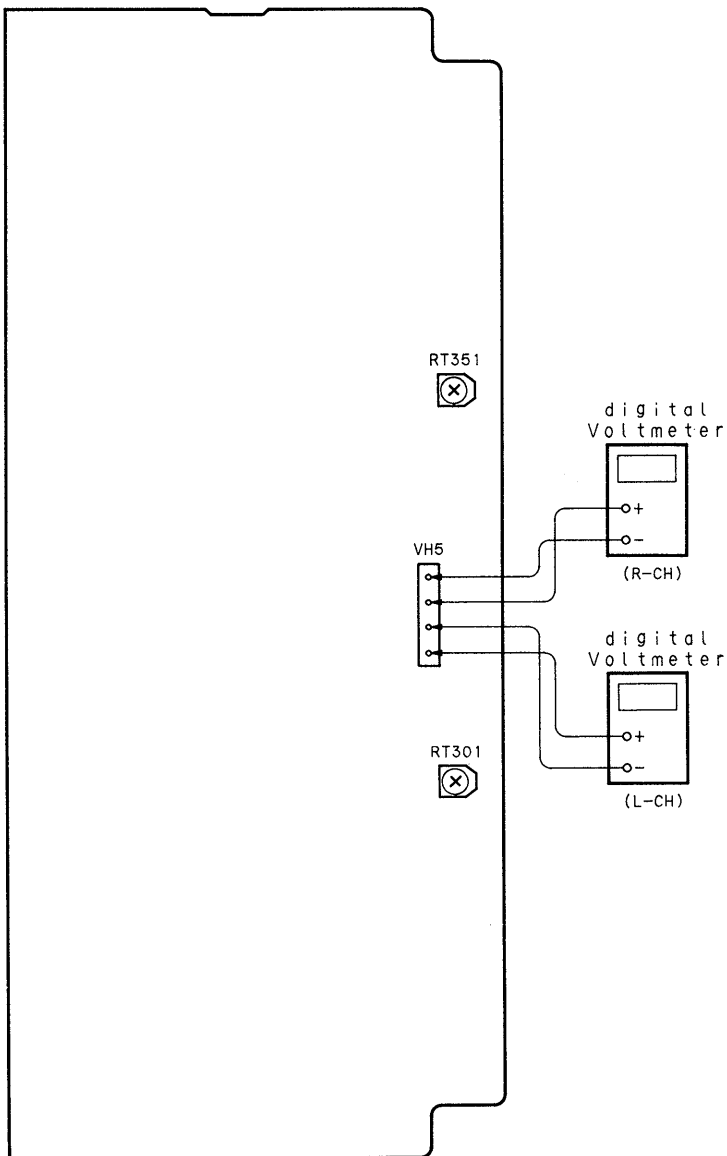 RT351
digital
Voltmeter
+
-
(R-CH)
VH5
digital
Voltmeter
+
-
(L-CH)
RT301